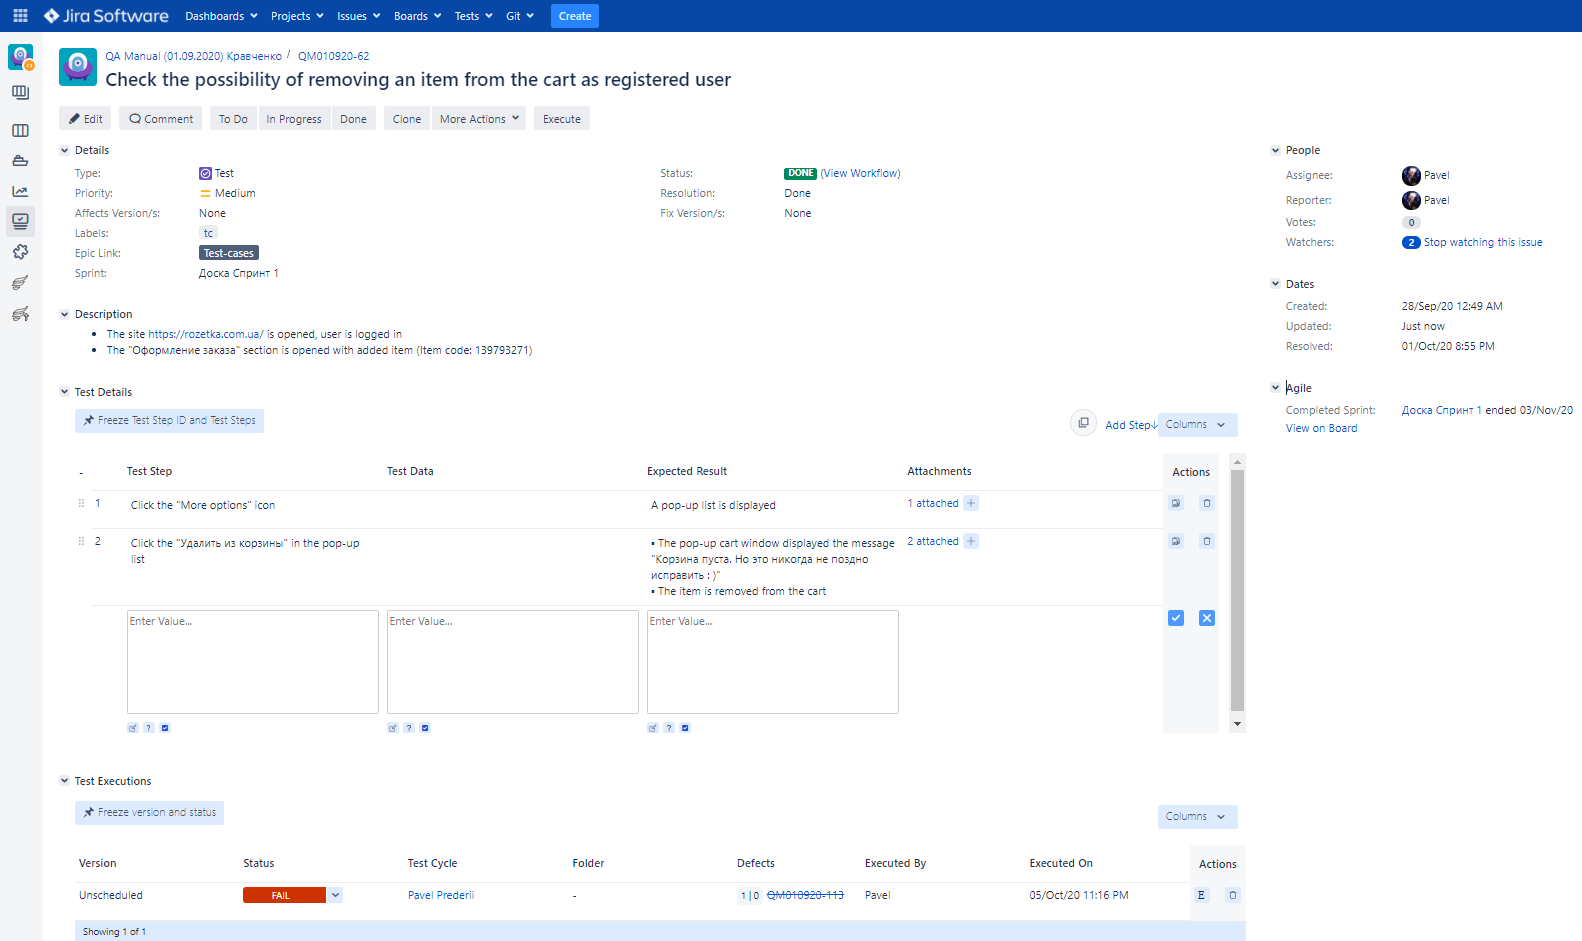 Jira Software Dashboards Projects Issues Boards Tests Git Create
QA Manual (01.09.2020) Кравченко / QM010920-62
Check the possibility of removing an item from the cart as registered user
Edit Comment To Do In Progress Done Clone More Actions Execute
Details
Type: Test
Priority: Medium
Affects Version/s: None
Labels: tc
Epic Link: Test-cases
Sprint: Доска Спринт 1
Status: DONE (View Workflow)
Resolution: Done
Fix Version/s: None
People
Assignee: Pavel
Reporter: Pavel
Votes: 0
Watchers: 2 Stop watching this issue
Dates
Created: 28/Sep/20 12:49 AM
Updated: Just now
Resolved: 01/Oct/20 8:55 PM
Agile
Completed Sprint: Доска Спринт 1 ended 03/Nov/20
View on Board
Description
• The site https://rozetka.com.ua/ is opened, user is logged in
• The "Оформление заказа" section is opened with added item (Item code: 139793271)
Test Details
Freeze Test Step ID and Test Steps
Add Step↓ Columns
- Test Step Test Data Expected Result Attachments Actions
1 Click the "More options" icon A pop-up list is displayed 1 attached +
2 Click the "Удалить из корзины" in the pop-up
list
▪ The pop-up cart window displayed the message
"Корзина пуста. Но это никогда не поздно
исправить : )"
▪ The item is removed from the cart
2 attached +
Enter Value... Enter Value... Enter Value...
? ? ?
Test Executions
Freeze version and status
Columns
Version Status Test Cycle Folder Defects Executed By Executed On Actions
Unscheduled FAIL Pavel Prederii - 1 | 0 QM010920-113 Pavel 05/Oct/20 11:16 PM E
Showing 1 of 1